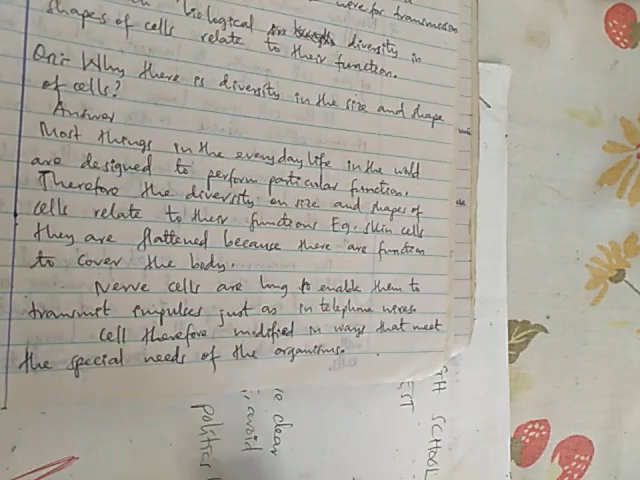 were for transmission
biological diversity in
shapes of cells relate to their function.
Qn:- Why there is diversity in the size and shape
of cells?
Answer
Most things in the everyday life in the world
are designed to perform particular function.
Therefore the diversity on size and shapes of
cells relate to their functions Eg. skin cells
they are flattened because there are function
to cover the body.
Nerve cells are long to enable them to
transmit impulses just as in telephone wires.
Cell therefore modified in ways that meet
the special needs of the organisms.
TH SCHOOL
EST
to clear
avoid
politics